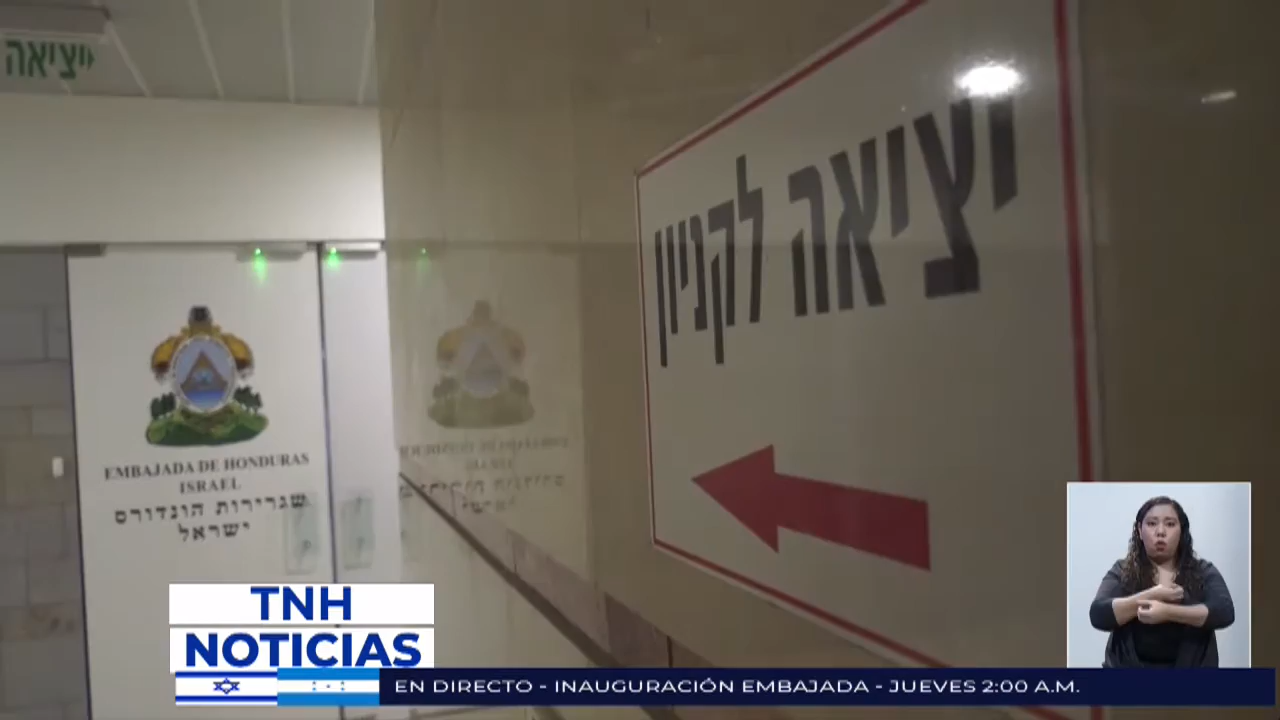 יציאה
יציאה לקניון
EMBAJADA DE HONDURAS
ISRAEL
שגרירות הונדורס
ישראל
TNH
NOTICIAS
EN DIRECTO - INAUGURACIÓN EMBAJADA - JUEVES 2:00 A.M.